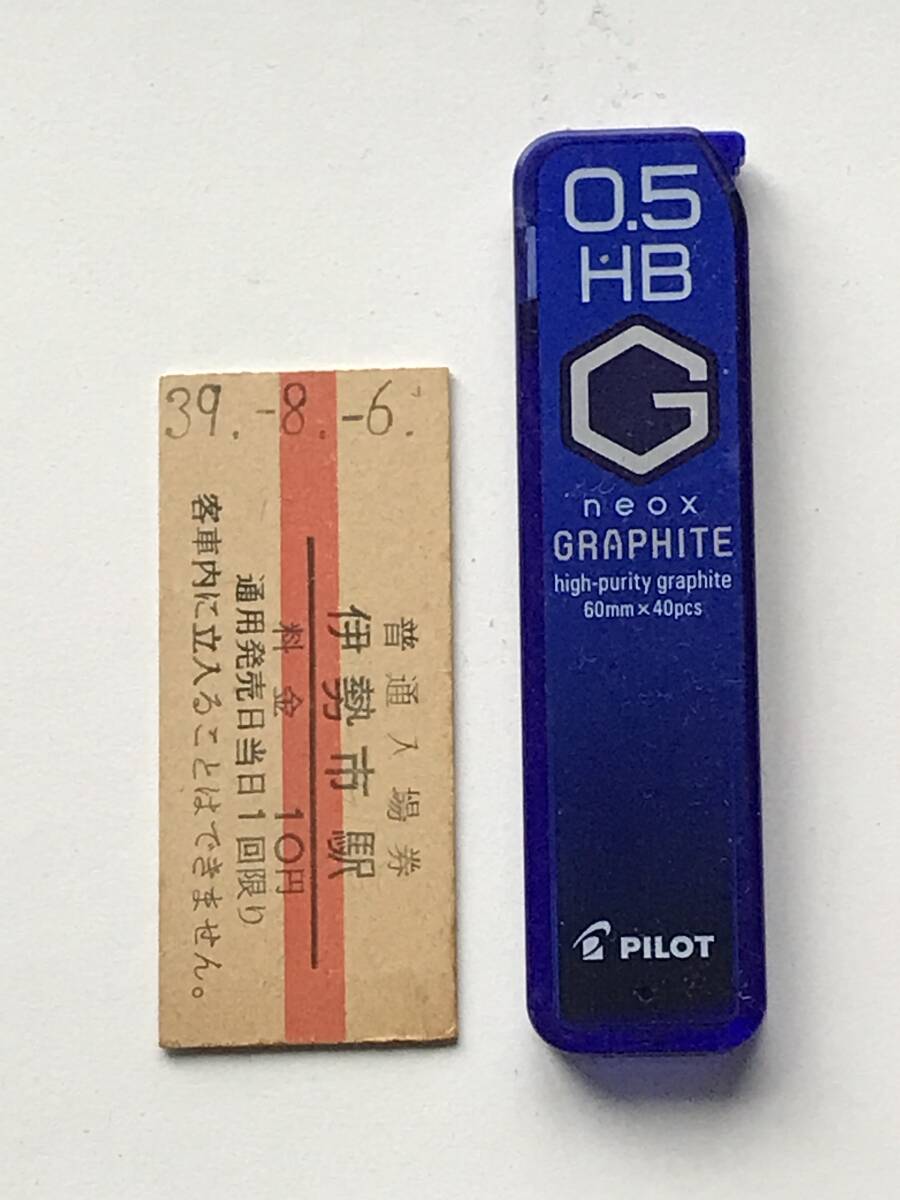 39.-8.-6.
普通入場券
伊勢市駅
料金 10円
通用発売日当日1回限り
客車内に立入ることはできません。
0.5
HB
G
neox
GRAPHITE
high-purity graphite
60mm×40pcs
PILOT